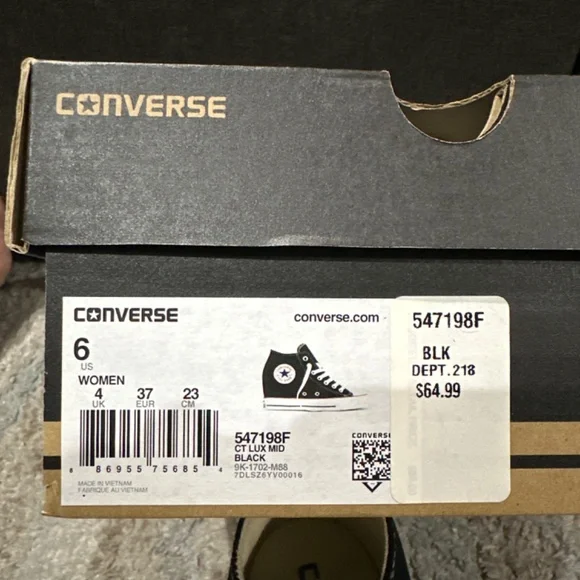 CONVERSE
CONVERSE
converse.com
6
US
WOMEN
4 37 23
UK EUR CM
547198F
CT LUX MID
BLACK
9K-1702-M88
7DLSZ6YV00016
8 86955 75685 4
MADE IN VIETNAM
FABRIQUE AU VIETNAM
CONVERSE
547198F
BLK
DEPT.218
$64.99